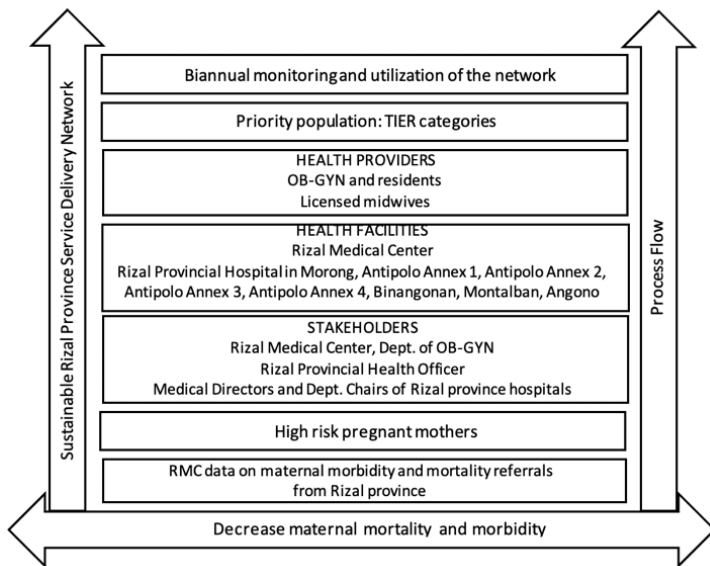 Sustainable Rizal Province Service Delivery Network
Biannual monitoring and utilization of the network
Priority population: TIER categories
HEALTH PROVIDERS
OB-GYN and residents
Licensed midwives
HEALTH FACILITIES
Rizal Medical Center
Rizal Provincial Hospital in Morong, Antipolo Annex 1, Antipolo Annex 2,
Antipolo Annex 3, Antipolo Annex 4, Binangonan, Montalban, Angono
STAKEHOLDERS
Rizal Medical Center, Dept. of OB-GYN
Rizal Provincial Health Officer
Medical Directors and Dept. Chairs of Rizal province hospitals
High risk pregnant mothers
RMC data on maternal morbidity and mortality referrals
from Rizal province
Process Flow
Decrease maternal mortality and morbidity